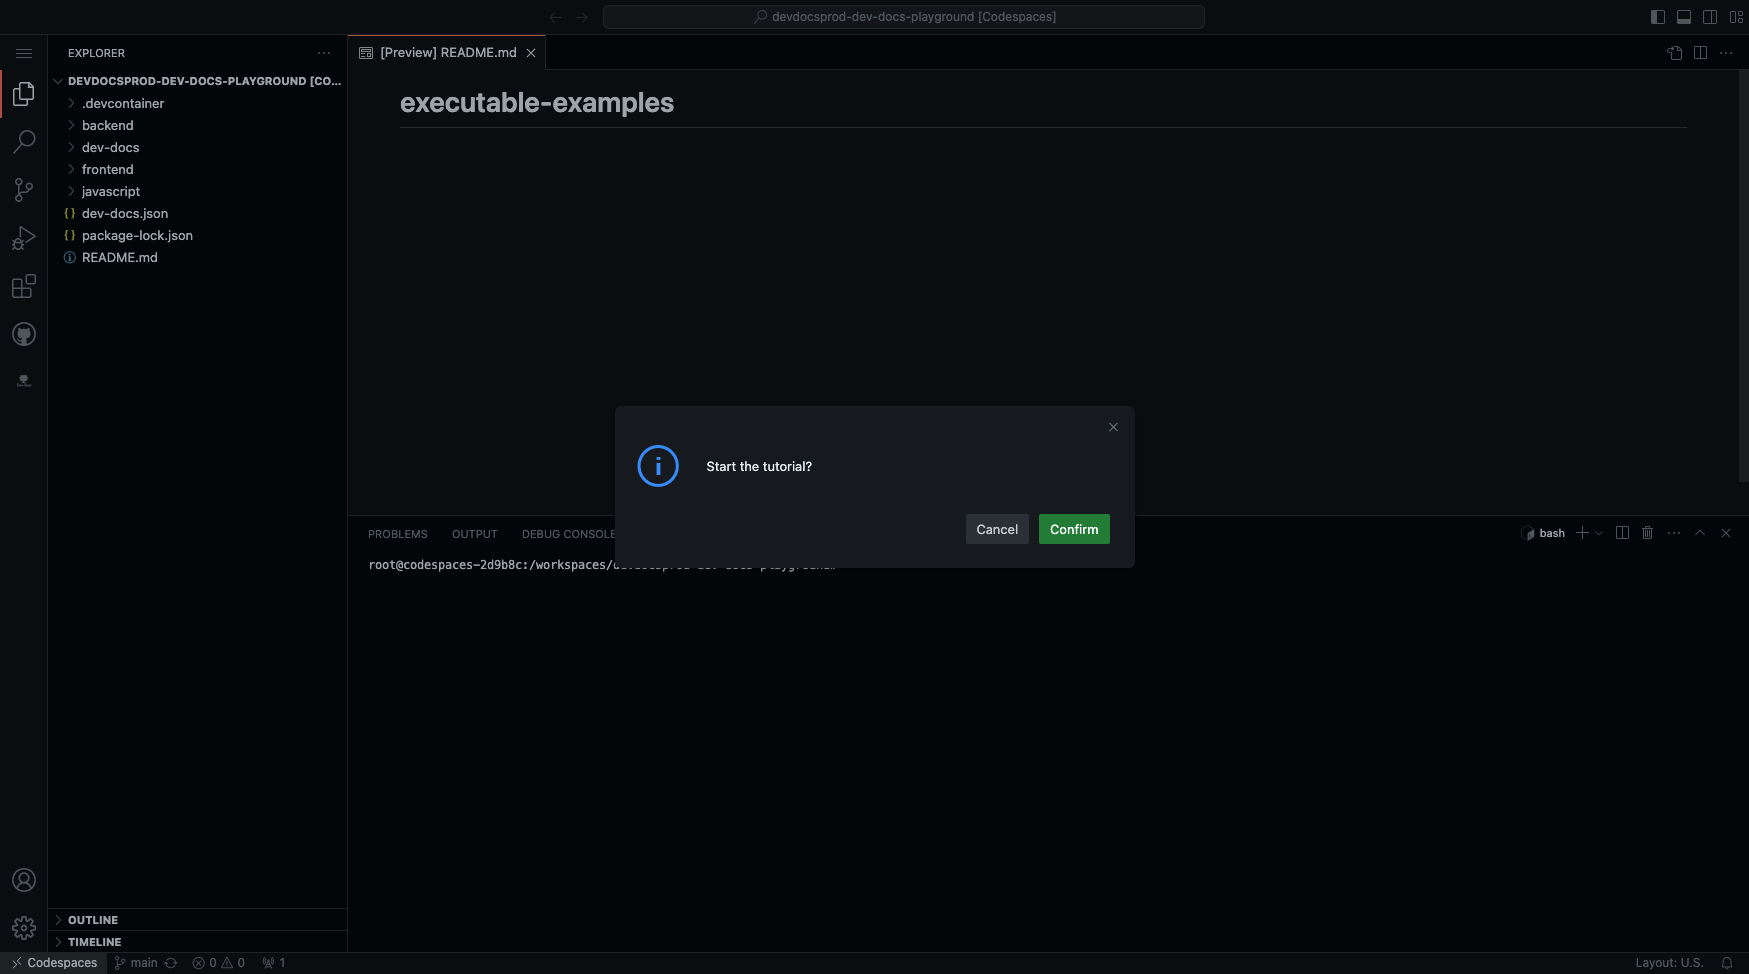 devdocsprod-dev-docs-playground [Codespaces]
EXPLORER
[Preview] README.md
DEVDOCSPROD-DEV-DOCS-PLAYGROUND [CO...
.devcontainer
backend
dev-docs
frontend
javascript
{} dev-docs.json
{} package-lock.json
README.md
executable-examples
Start the tutorial?
Cancel
Confirm
PROBLEMS
OUTPUT
DEBUG CONSOLE
bash
root@codespaces-2d9b8c:/workspaces/
OUTLINE
TIMELINE
Codespaces
main
0
0
1
Layout: U.S.